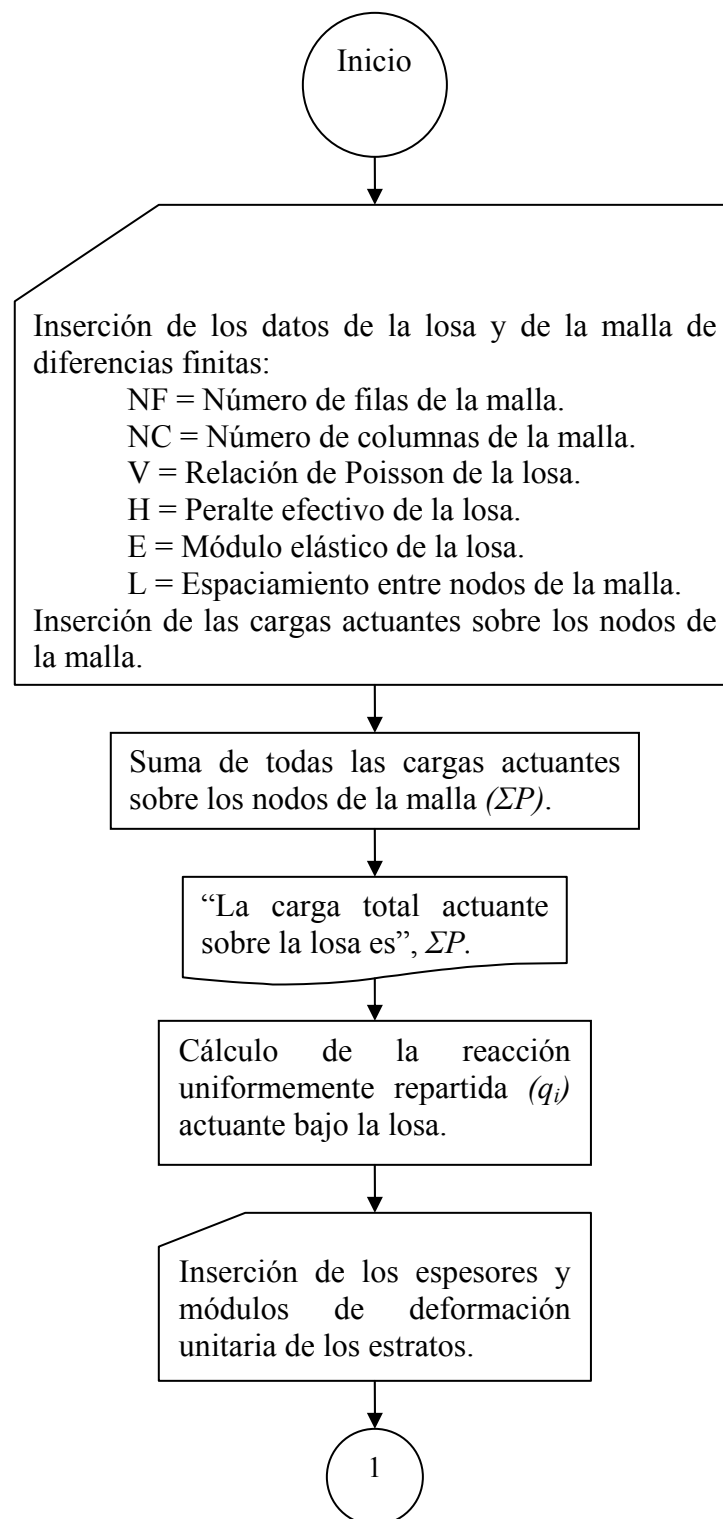 Inicio
Inserción de los datos de la losa y de la malla de
diferencias finitas:
NF = Número de filas de la malla.
NC = Número de columnas de la malla.
V = Relación de Poisson de la losa.
H = Peralte efectivo de la losa.
E = Módulo elástico de la losa.
L = Espaciamiento entre nodos de la malla.
Inserción de las cargas actuantes sobre los nodos de
la malla.
Suma de todas las cargas actuantes
sobre los nodos de la malla (ΣP).
“La carga total actuante
sobre la losa es”, ΣP.
Cálculo de la reacción
uniformemente repartida (qi)
actuante bajo la losa.
Inserción de los espesores y
módulos de deformación
unitaria de los estratos.
1